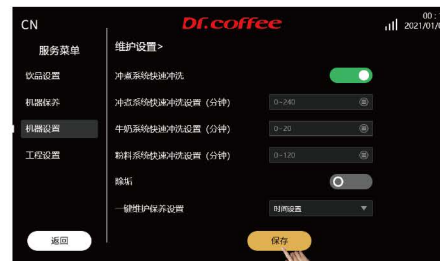 CN
Dr.coffee
00:
2021/01/0
服务菜单
维护设置>
饮品设置
冲煮系统快速冲洗
机器保养
冲煮系统快速冲洗设置（分钟）
0~240
机器设置
牛奶系统快速冲洗设置（分钟）
0~20
工程设置
粉料系统快速冲洗设置（分钟）
0~120
除垢
一键维护保养设置
时间设置
返回
保存